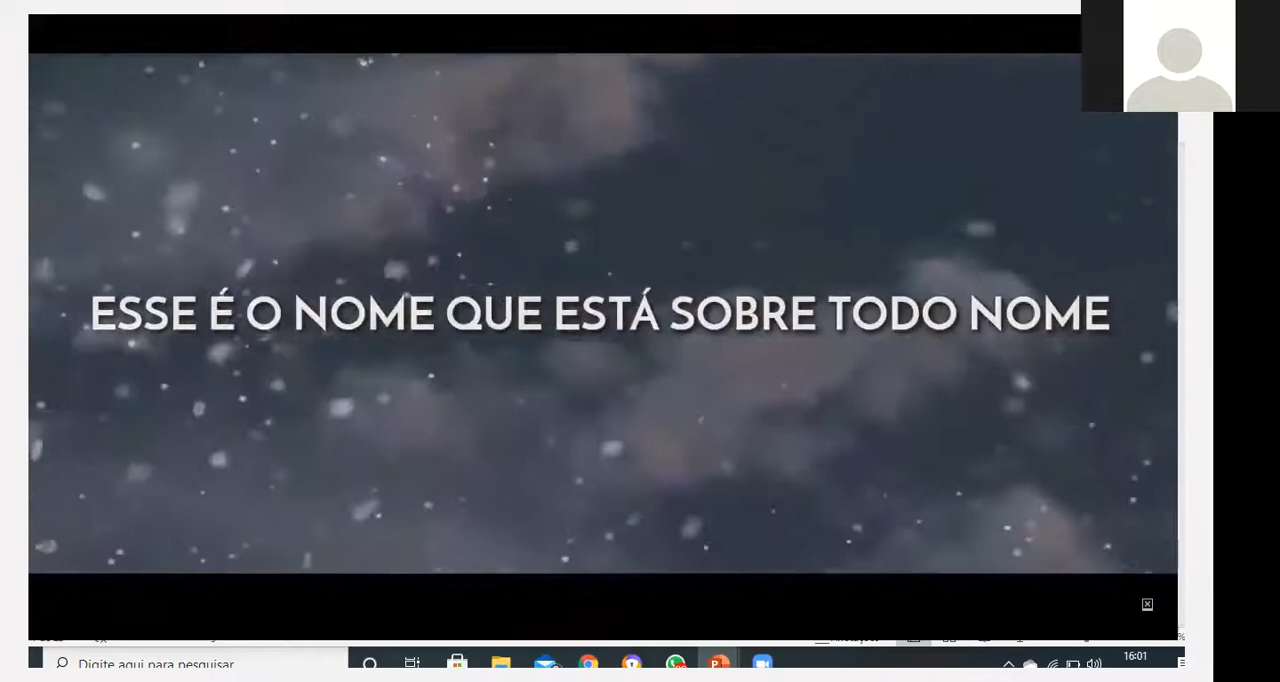 ESSE É O NOME QUE ESTÁ SOBRE TODO NOME
Digite aqui para pesquisar
16:01